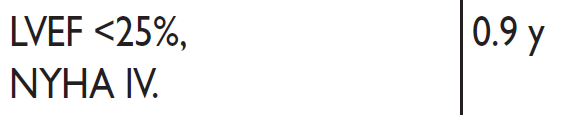 LVEF <25%, 0.9 y
NYHA IV.